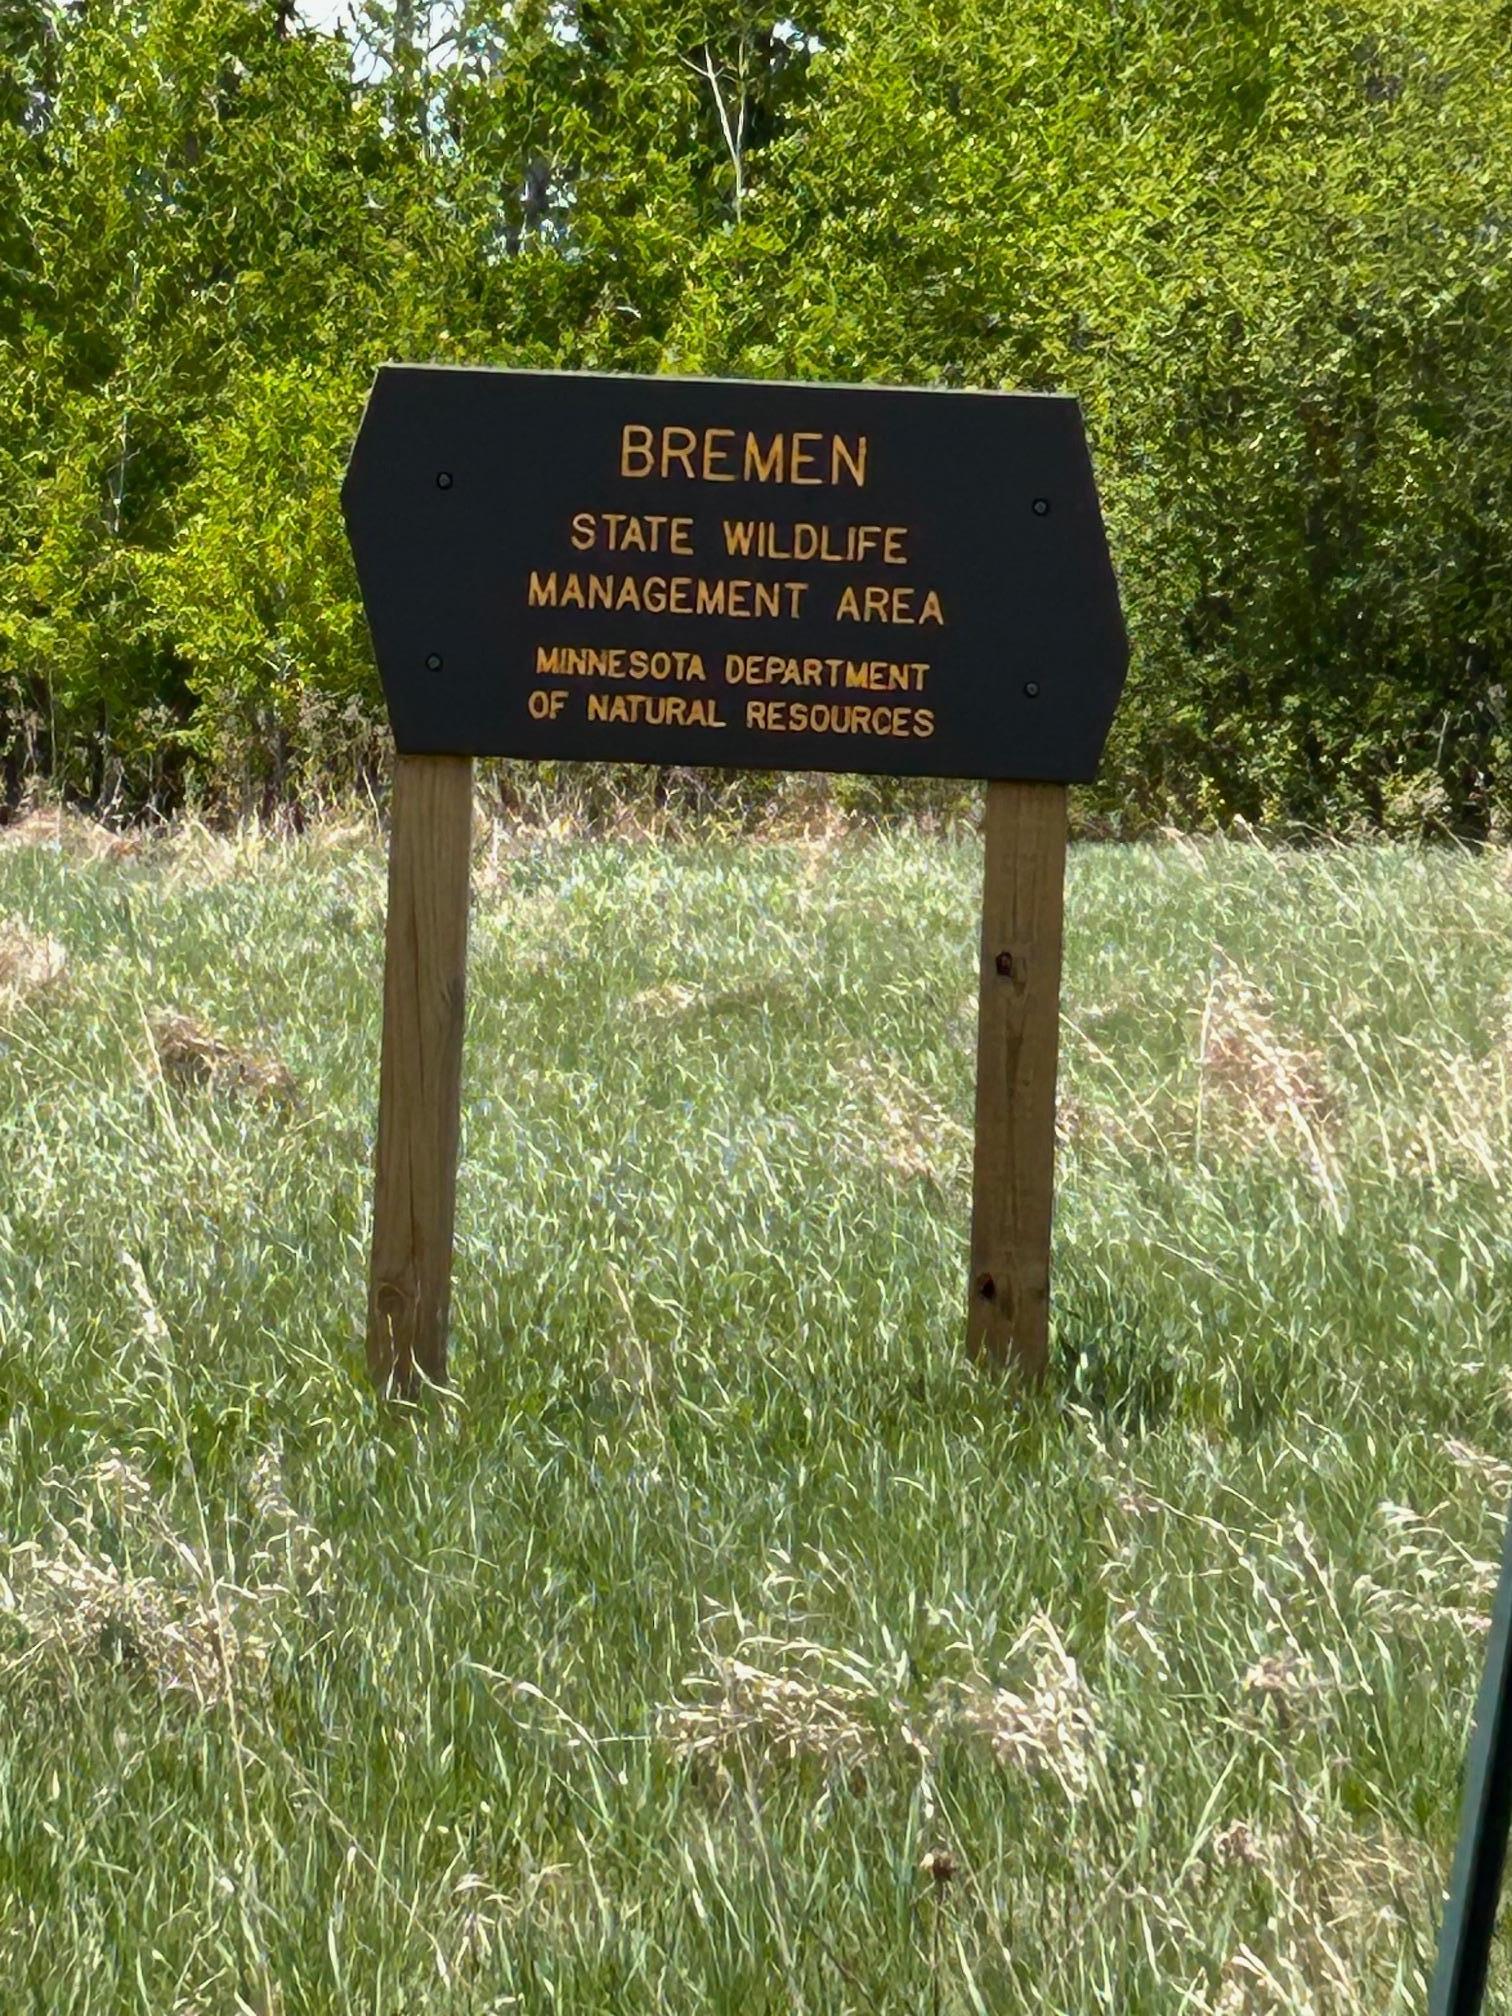 BREMEN
STATE WILDLIFE
MANAGEMENT AREA
MINNESOTA DEPARTMENT
OF NATURAL RESOURCES